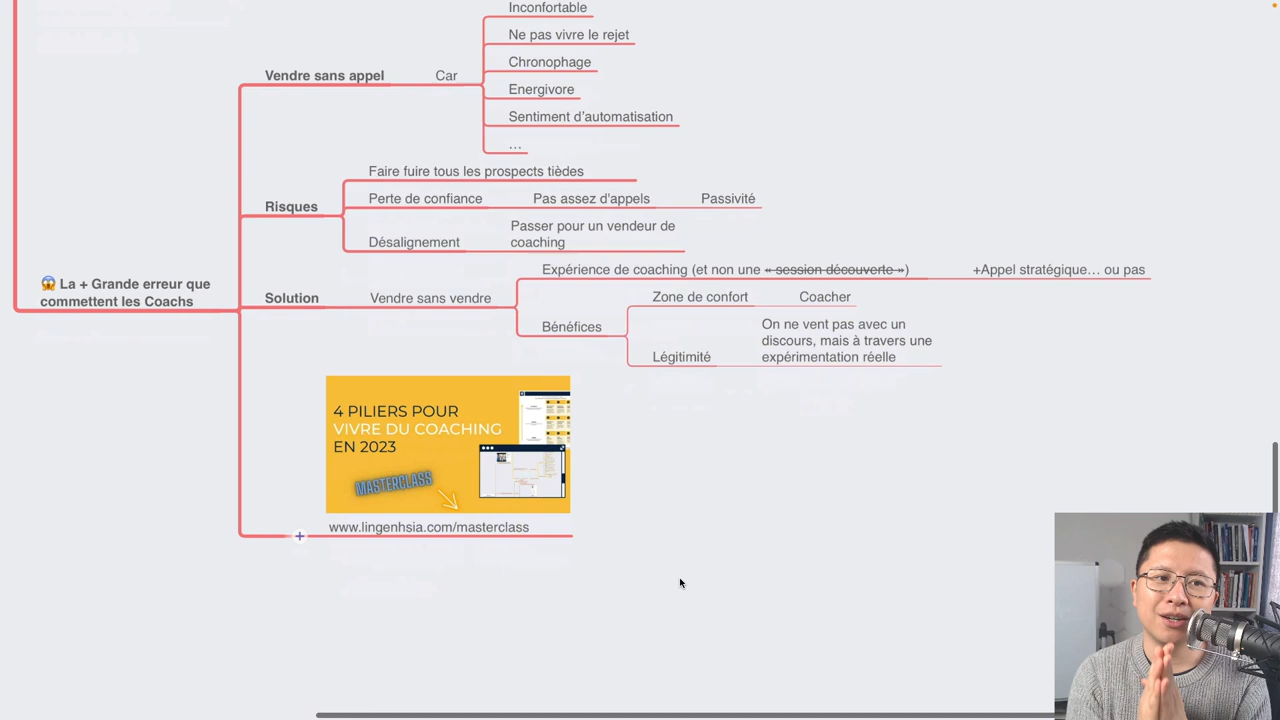 Inconfortable
Ne pas vivre le rejet
Chronophage
Energivore
Sentiment d'automatisation
…
Vendre sans appel
Car
Faire fuire tous les prospects tièdes
Perte de confiance
Pas assez d'appels
Passivité
Risques
Passer pour un vendeur de
coaching
Désalignement
😱 La + Grande erreur que
commettent les Coachs
Expérience de coaching (et non une « session découverte »)
+Appel stratégique… ou pas
Solution
Vendre sans vendre
Zone de confort
Coacher
Bénéfices
On ne vent pas avec un
discours, mais à travers une
expérimentation réelle
Légitimité
4 PILIERS POUR
VIVRE DU COACHING
EN 2023
MASTERCLASS
www.lingenhsia.com/masterclass